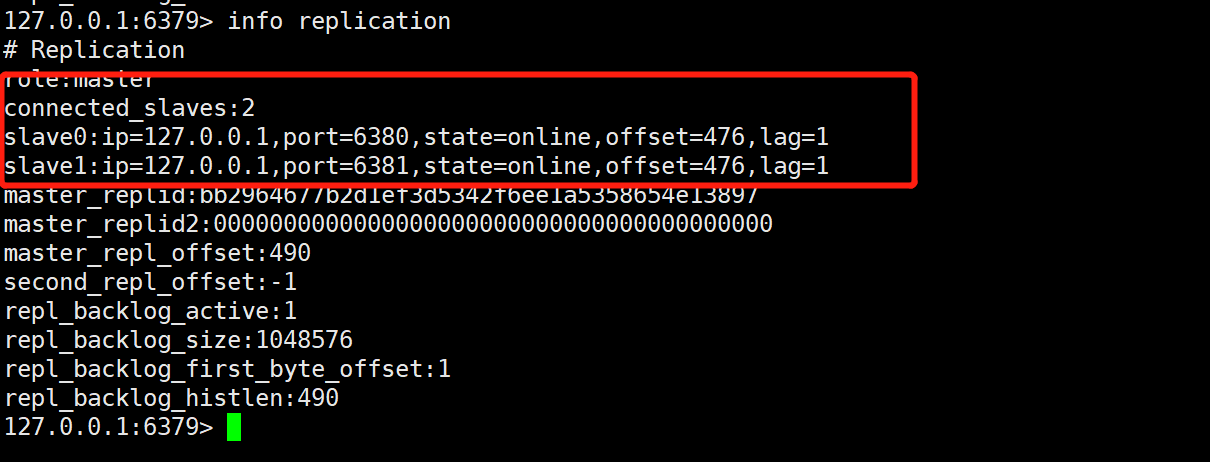 127.0.0.1:6379> info replication
# Replication
role:master
connected_slaves:2
slave0:ip=127.0.0.1,port=6380,state=online,offset=476,lag=1
slave1:ip=127.0.0.1,port=6381,state=online,offset=476,lag=1
master_replid:bb2964677b2d1ef3d5342f6ee1a5358654e13897
master_replid2:0000000000000000000000000000000000000000
master_repl_offset:490
second_repl_offset:-1
repl_backlog_active:1
repl_backlog_size:1048576
repl_backlog_first_byte_offset:1
repl_backlog_histlen:490
127.0.0.1:6379>